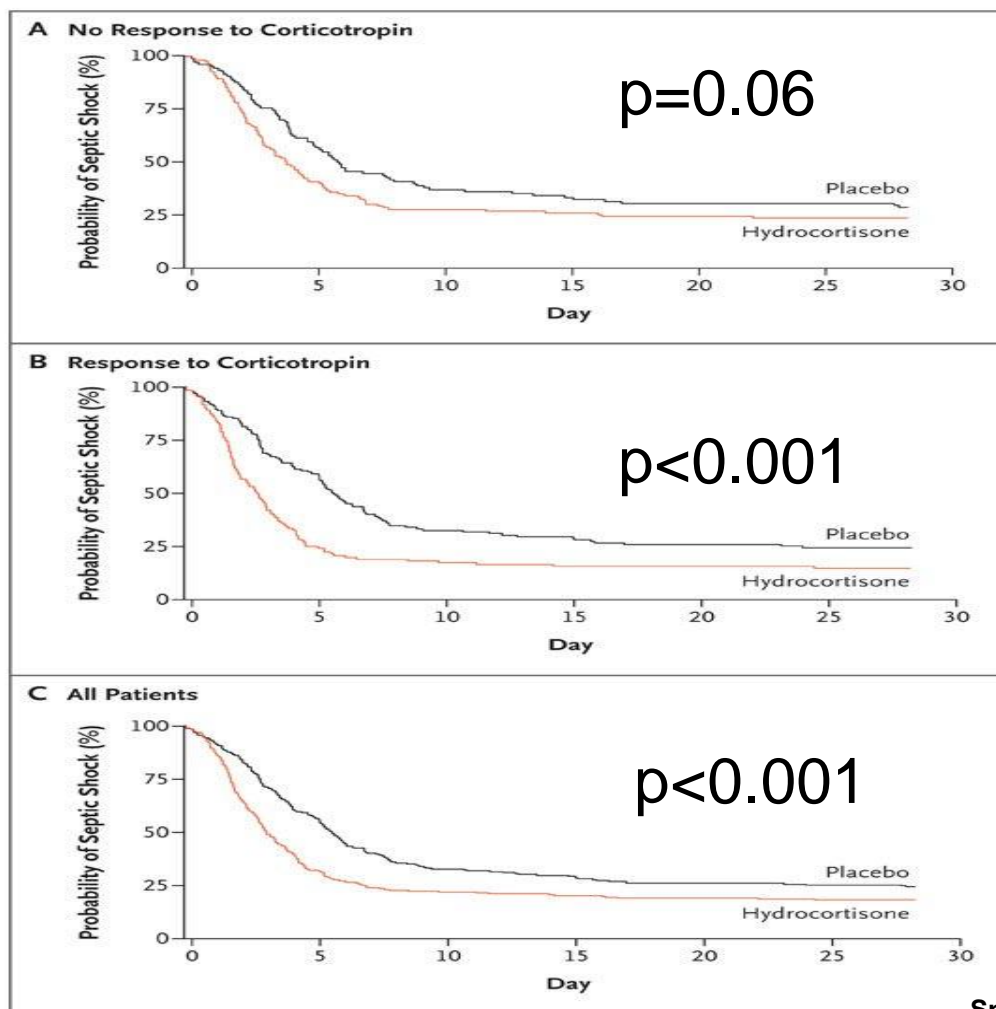 A No Response to Corticotropin
Probability of Septic Shock (%)
100
75
50
25
0
p=0.06
Placebo
Hydrocortisone
0 5 10 15 20 25 30
Day
B Response to Corticotropin
Probability of Septic Shock (%)
100
75
50
25
0
p<0.001
Placebo
Hydrocortisone
0 5 10 15 20 25 30
Day
C All Patients
Probability of Septic Shock (%)
100
75
50
25
0
p<0.001
Placebo
Hydrocortisone
0 5 10 15 20 25 30
Day